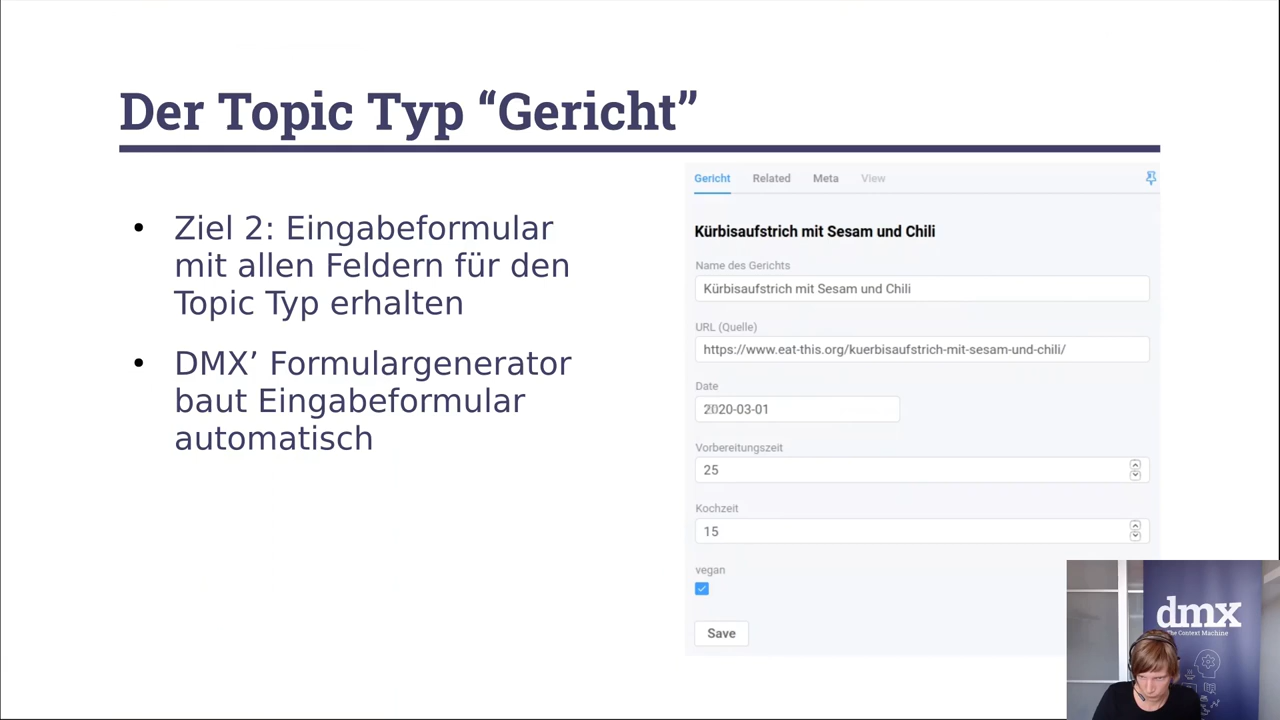 Der Topic Typ “Gericht”
• Ziel 2: Eingabeformular
mit allen Feldern für den
Topic Typ erhalten
• DMX’ Formulargenerator
baut Eingabeformular
automatisch
Gericht Related Meta View
Kürbisaufstrich mit Sesam und Chili
Name des Gerichts
Kürbisaufstrich mit Sesam und Chili
URL (Quelle)
https://www.eat-this.org/kuerbisaufstrich-mit-sesam-und-chili/
Date
2020-03-01
Vorbereitungszeit
25
Kochzeit
15
vegan
Save
dmx
The Context Machine